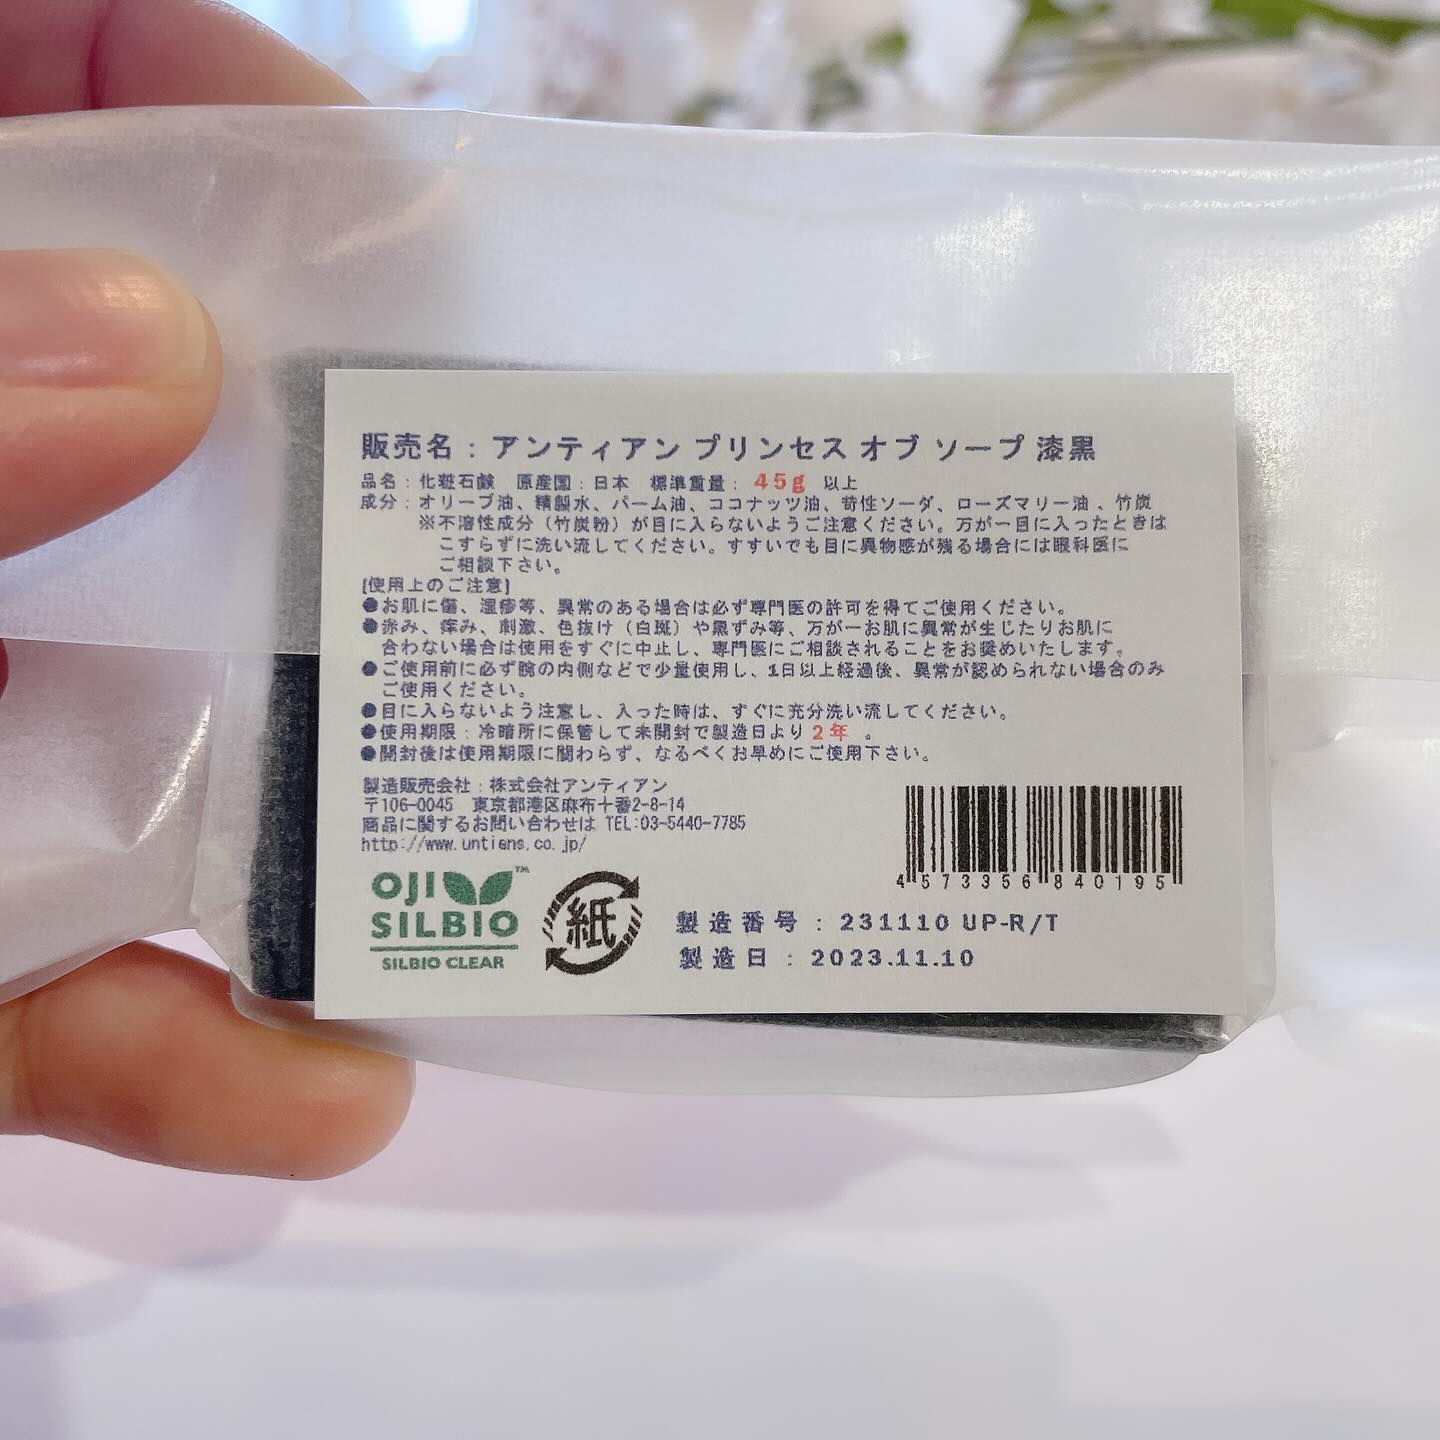 販売名：アンティアン プリンセス オブ ソープ 漆黒
品名：化粧石鹸 原産国：日本 標準重量：45g 以上
成分：オリーブ油、精製水、パーム油、ココナッツ油、苛性ソーダ、ローズマリー油、竹炭
※不溶性成分（竹炭粉）が目に入らないようご注意ください。万が一目に入ったときは
こすらずに洗い流してください。すすいでも目に異物感が残る場合には眼科医に
ご相談下さい。
[使用上のご注意]
●お肌に傷、湿疹等、異常のある場合は必ず専門医の許可を得てご使用ください。
●赤み、痒み、刺激、色抜け（白斑）や黒ずみ等、万が一お肌に異常が生じたりお肌に
合わない場合は使用をすぐに中止し、専門医にご相談されることをお奨めいたします。
●ご使用前に必ず腕の内側などで少量使用し、1日以上経過後、異常が認められない場合のみ
ご使用ください。
●目に入らないよう注意し、入った時は、すぐに充分洗い流してください。
●使用期限：冷暗所に保管して未開封で製造日より2年 。
●開封後は使用期限に関わらず、なるべくお早めにご使用下さい。
製造販売会社：株式会社アンティアン
〒106-0045 東京都港区麻布十番2-8-14
商品に関するお問い合わせは TEL:03-5440-7785
http://www.untiens.co.jp/
4573356840195
OJI™
SILBIO
SILBIO CLEAR
紙
製造番号：231110 UP-R/T
製造日：2023.11.10